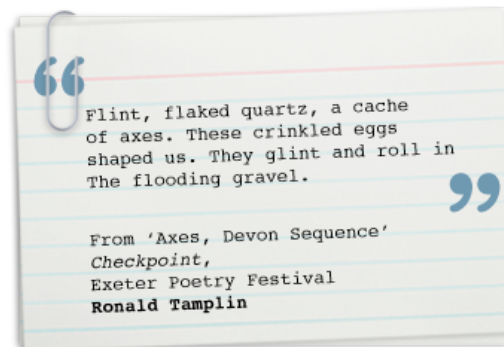 “
Flint, flaked quartz, a cache
of axes. These crinkled eggs
shaped us. They glint and roll in
The flooding gravel.
”
From ‘Axes, Devon Sequence’
Checkpoint,
Exeter Poetry Festival
Ronald Tamplin